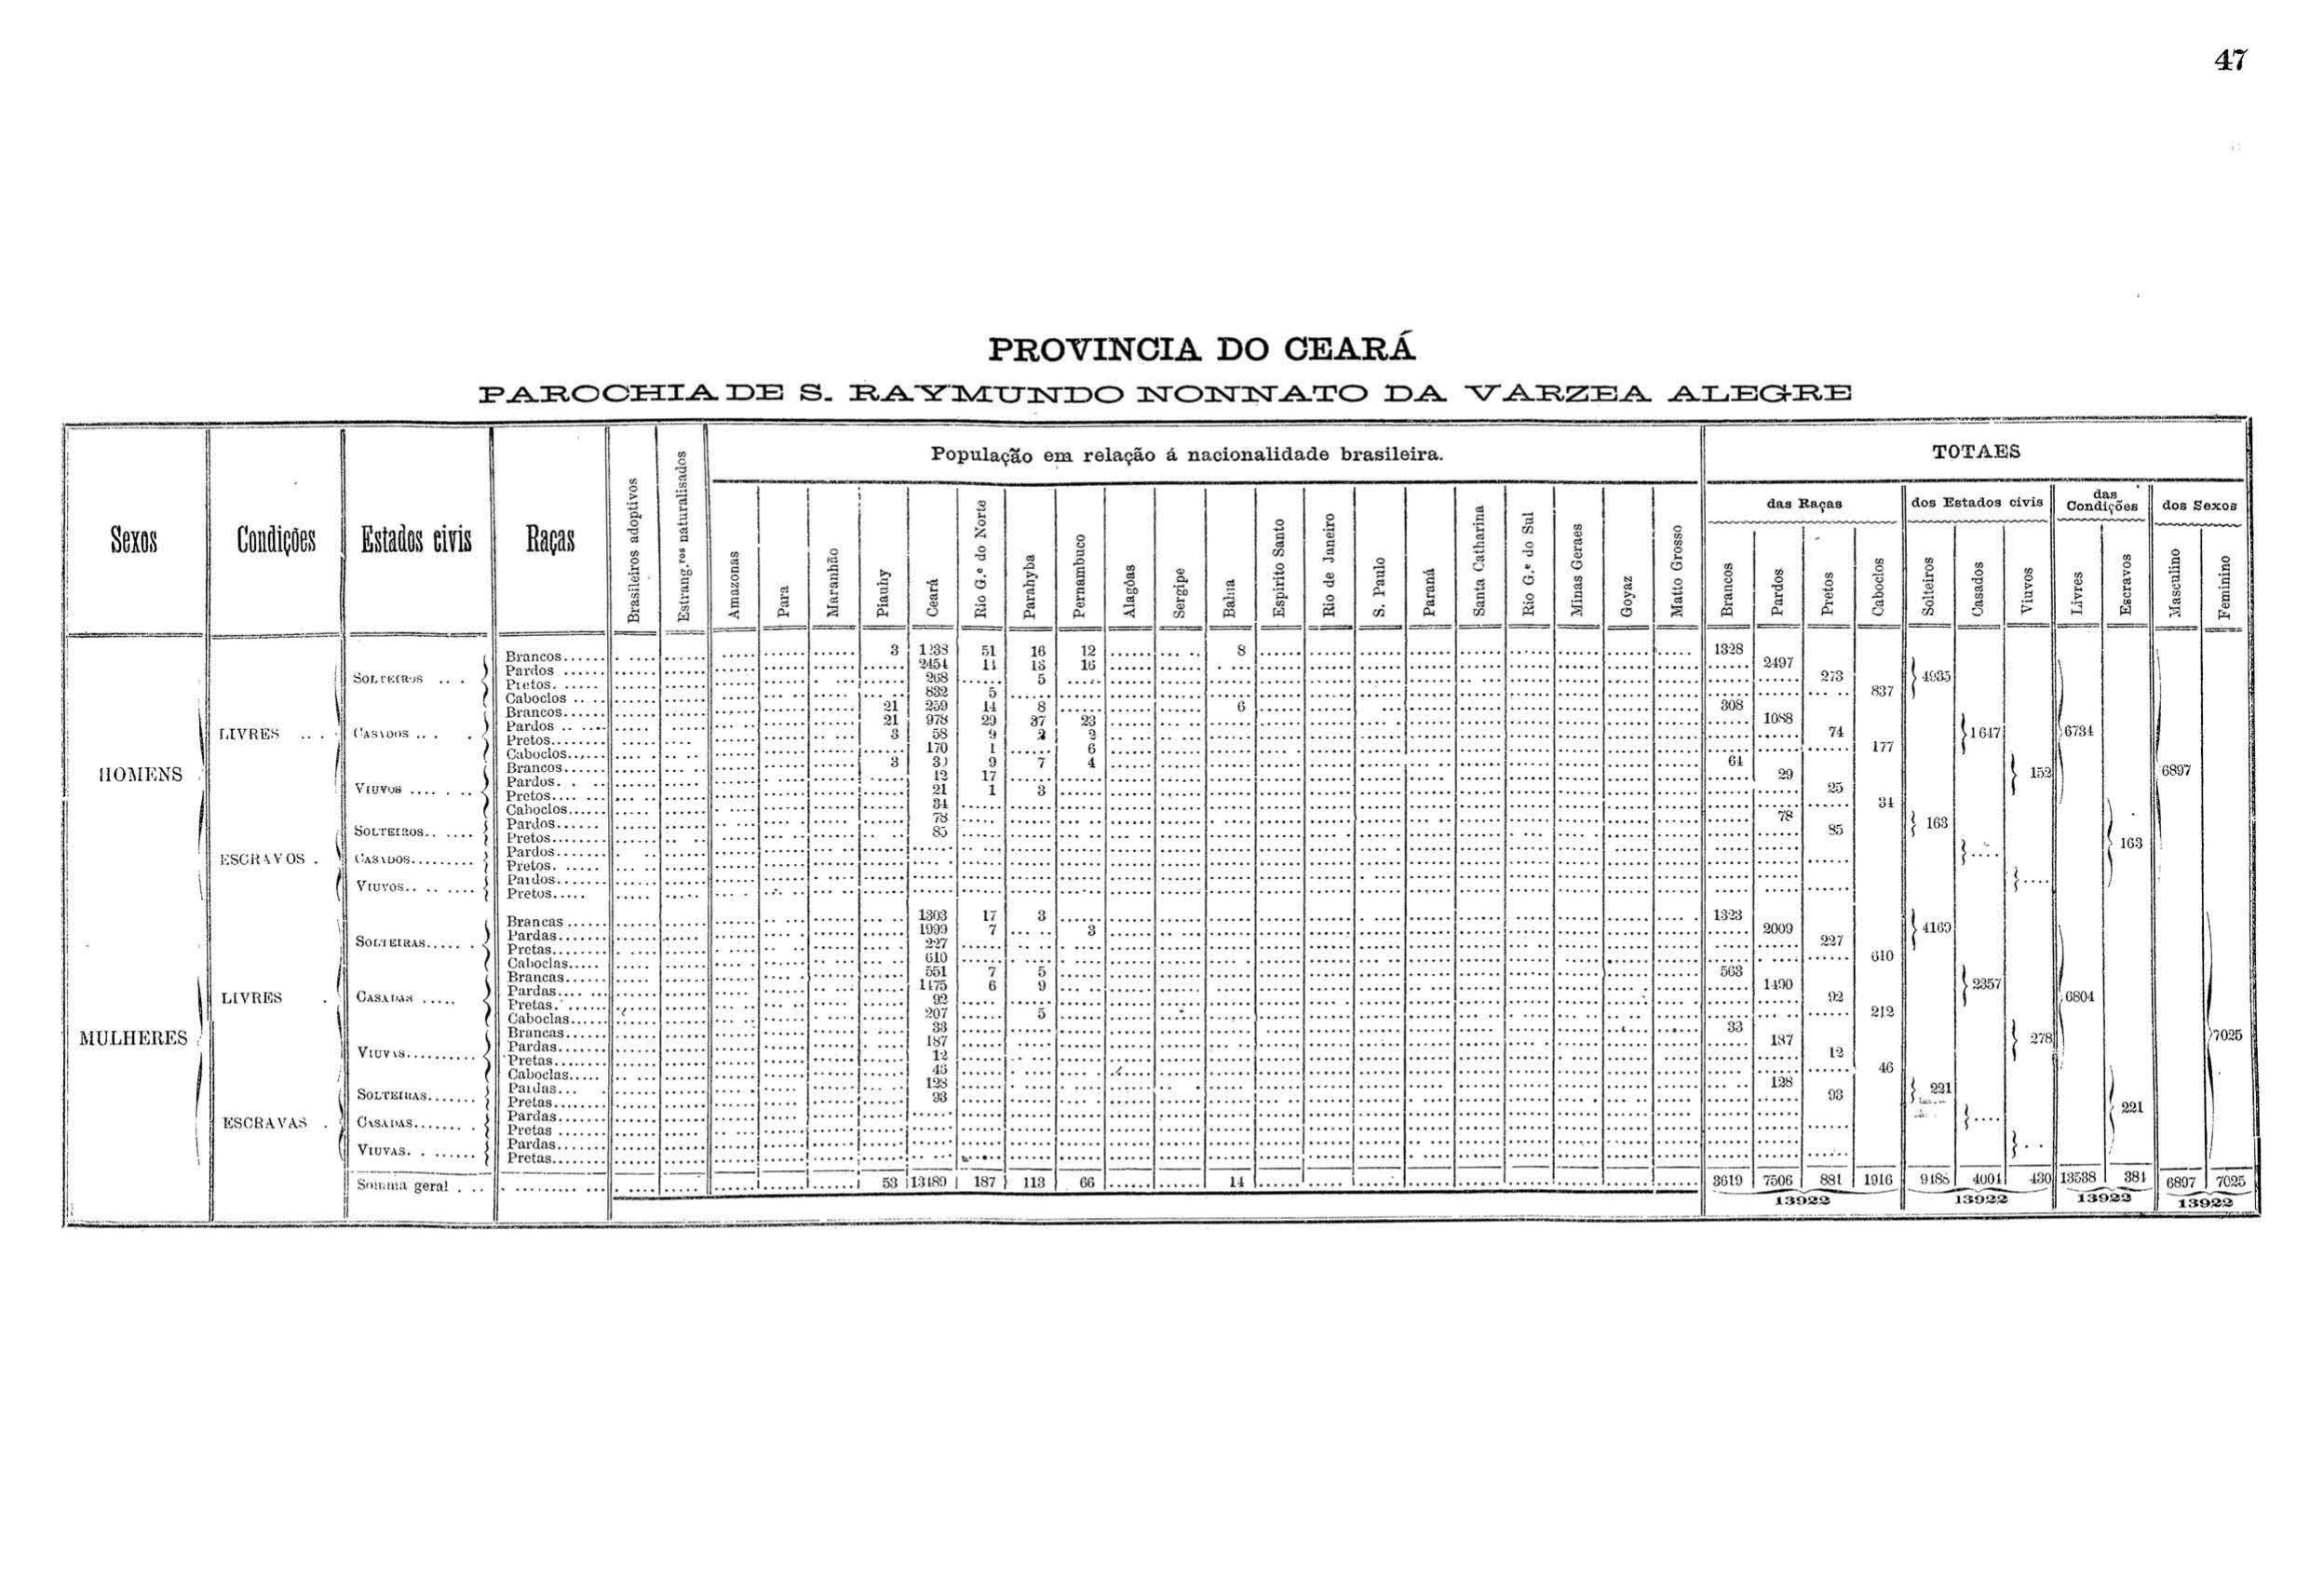 47
PROVINCIA DO CEARÁ
PAROCHIA DE S. RAYMUNDO NONNATO DA VARZEA ALEGRE
Sexos Condições Estados civis Raças Brasileiros adoptivos Estrang.ros naturalisados
População em relação á nacionalidade brasileira.
Amazonas Para Maranhão Piauhy Ceará Rio G.e do Norte Parahyba Pernambuco Alagôas Sergipe Bahia Espirito Santo Rio de Janeiro S. Paulo Paraná Santa Catharina Rio G.e do Sul Minas Geraes Goyaz Matto Grosso
TOTAES
das Raças dos Estados civis das Condições dos Sexos
Brancos Pardos Pretos Caboclos Solteiros Casados Viuvos Livres Escravos Masculino Feminino
HOMENS 6897
LIVRES 6734
SOLTEIROS 4935
Brancos 3 51 16 12 8 1328
Pardos 2454 11 16 2497
Pretos 268 5 273
Caboclos 832 5 837
CASADOS 1647
Brancos 21 259 14 8 6 308
Pardos 21 978 29 37 23 1088
Pretos 3 58 9 2 2 74
Caboclos 170 1 6 177
VIUVOS 152
Brancos 3 9 7 4 64
Pardos 12 17 29
Pretos 21 1 3 25
Caboclos 34 34
ESCRAVOS 163
SOLTEIROS 163
Pardos 78 78
Pretos 85 85
CASADOS
Pardos
Pretos
VIUVOS
Pardos
Pretos
MULHERES 7025
LIVRES 6804
SOLTEIRAS 4169
Brancas 1303 17 3 1323
Pardas 1999 7 3 2009
Pretas 227 227
Caboclas 610 610
CASADAS 2357
Brancas 551 7 5 563
Pardas 1475 6 9 1490
Pretas 92 92
Caboclas 207 5 212
VIUVAS 278
Brancas 33 33
Pardas 187 187
Pretas 12 12
Caboclas 46 46
ESCRAVAS 221
SOLTEIRAS 221
Pardas 128 128
Pretas 93 93
CASADAS
Pardas
Pretas
VIUVAS
Pardas
Pretas
Somma geral 53 13489 187 113 66 14 3619 7506 881 1916 9488 4004 430 13538 384 6897 7025
13922 13922 13922 13922